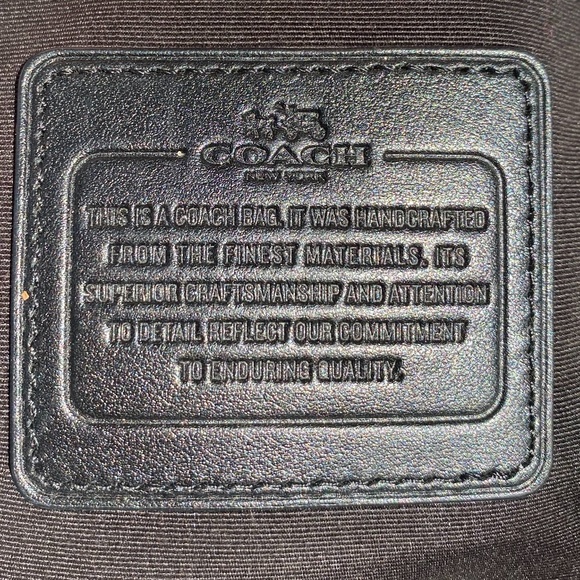 COACH
NEW YORK
THIS IS A COACH BAG. IT WAS HANDCRAFTED
FROM THE FINEST MATERIALS. ITS
SUPERIOR CRAFTSMANSHIP AND ATTENTION
TO DETAIL REFLECT OUR COMMITMENT
TO ENDURING QUALITY.